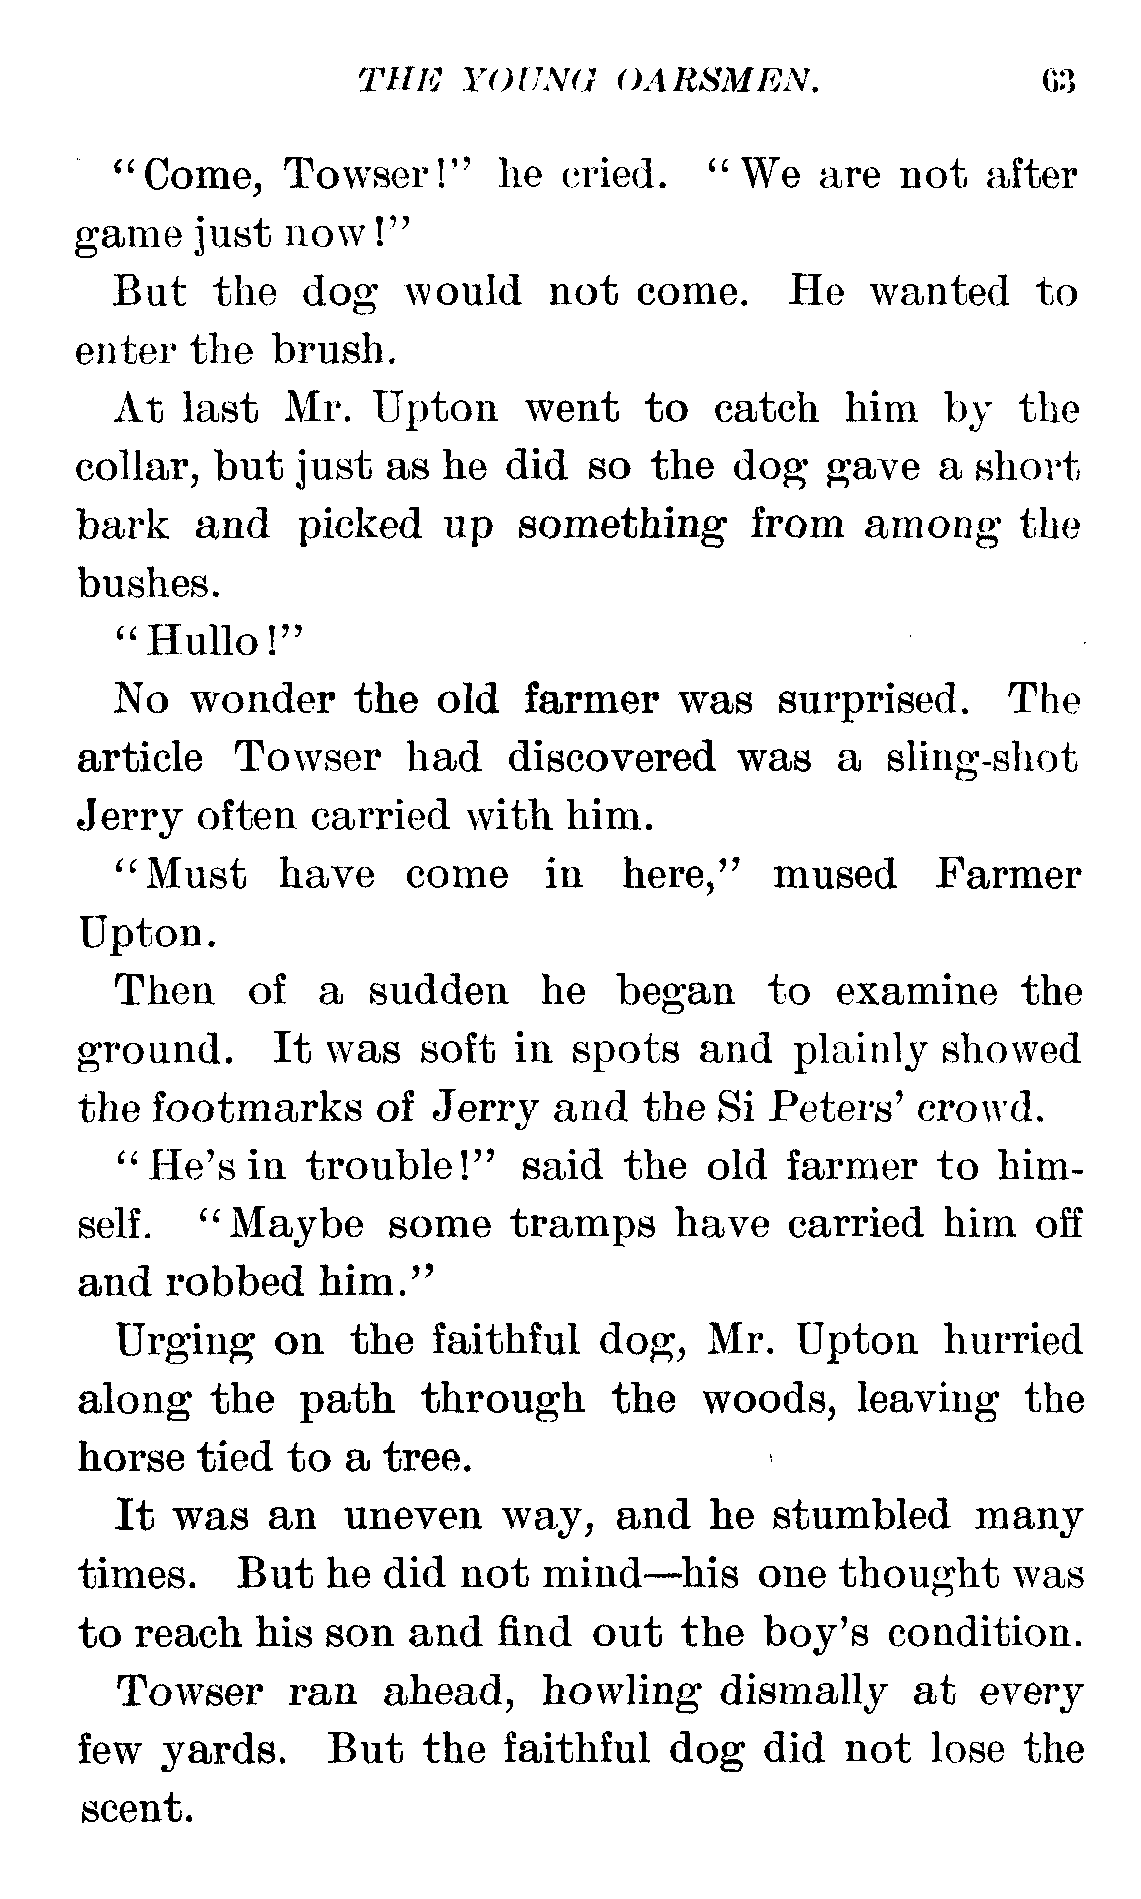 THE YOUNG OARSMEN. 63
"Come, Towser!" he cried. "We are not after
game just now!"
But the dog would not come. He wanted to
enter the brush.
At last Mr. Upton went to catch him by the
collar, but just as he did so the dog gave a short
bark and picked up something from among the
bushes.
"Hullo!"
No wonder the old farmer was surprised. The
article Towser had discovered was a sling-shot
Jerry often carried with him.
"Must have come in here," mused Farmer
Upton.
Then of a sudden he began to examine the
ground. It was soft in spots and plainly showed
the footmarks of Jerry and the Si Peters' crowd.
"He's in trouble!" said the old farmer to him-
self. "Maybe some tramps have carried him off
and robbed him."
Urging on the faithful dog, Mr. Upton hurried
along the path through the woods, leaving the
horse tied to a tree.
It was an uneven way, and he stumbled many
times. But he did not mind—his one thought was
to reach his son and find out the boy's condition.
Towser ran ahead, howling dismally at every
few yards. But the faithful dog did not lose the
scent.